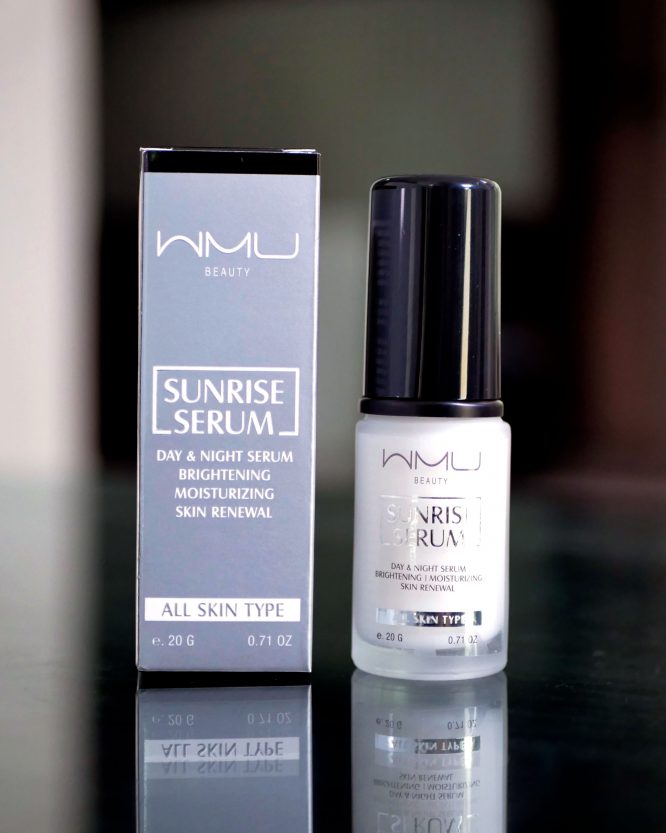 WMU
BEAUTY
SUNRISE
SERUM
DAY & NIGHT SERUM
BRIGHTENING
MOISTURIZING
SKIN RENEWAL
ALL SKIN TYPE
e. 20 G 0.71 OZ
WMU
BEAUTY
SUNRISE
SERUM
DAY & NIGHT SERUM
BRIGHTENING | MOISTURIZING
SKIN RENEWAL
ALL SKIN TYPE
e. 20 G 0.71 OZ